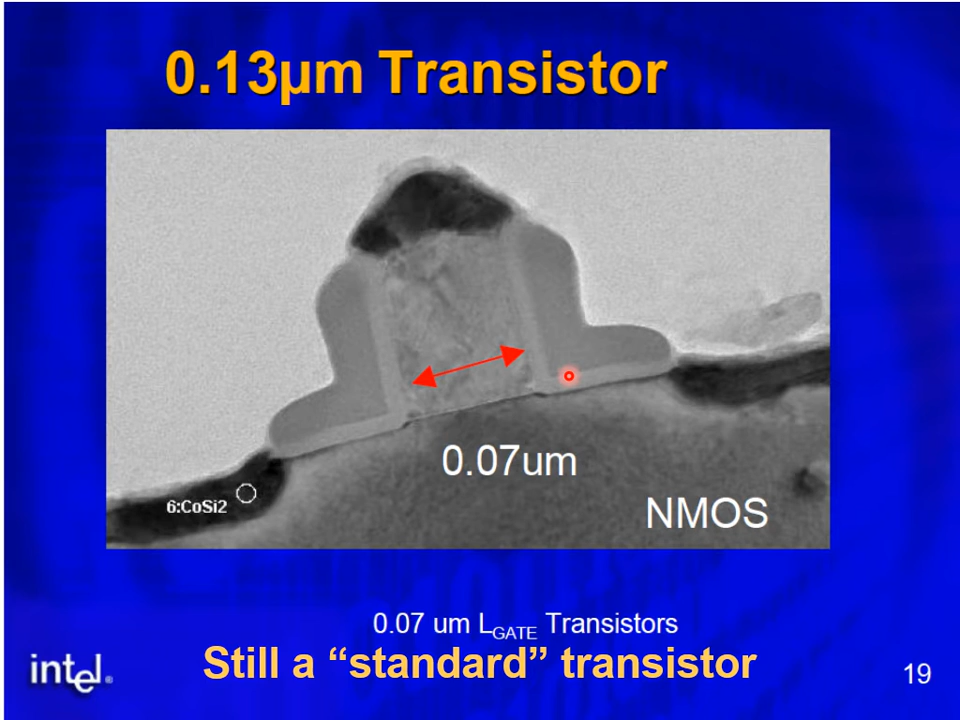 0.13µm Transistor
0.07um
6:CoSi2
NMOS
0.07 um LGATE Transistors
Still a “standard” transistor
intel®
19